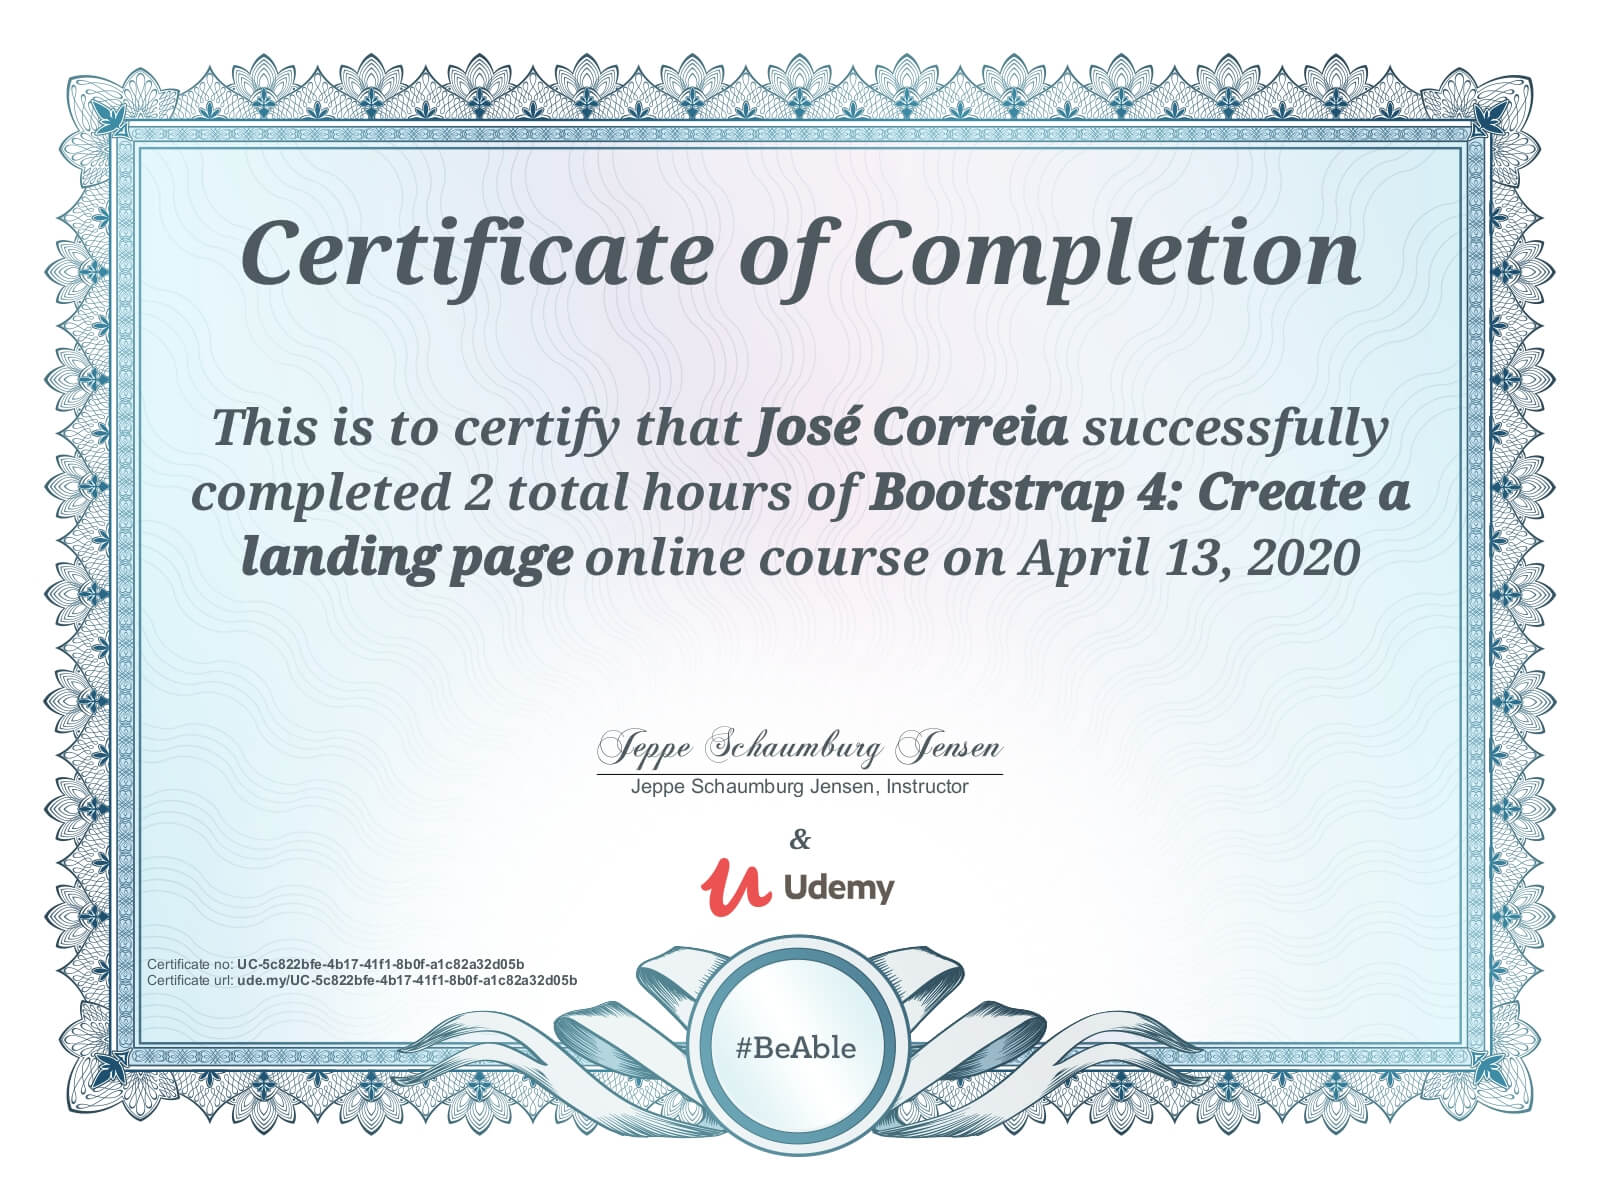 Certificate of Completion
This is to certify that José Correia successfully
completed 2 total hours of Bootstrap 4: Create a
landing page online course on April 13, 2020
Jeppe Schaumburg Jensen
Jeppe Schaumburg Jensen, Instructor
&
Udemy
Certificate no: UC-5c822bfe-4b17-41f1-8b0f-a1c82a32d05b
Certificate url: ude.my/UC-5c822bfe-4b17-41f1-8b0f-a1c82a32d05b
#BeAble